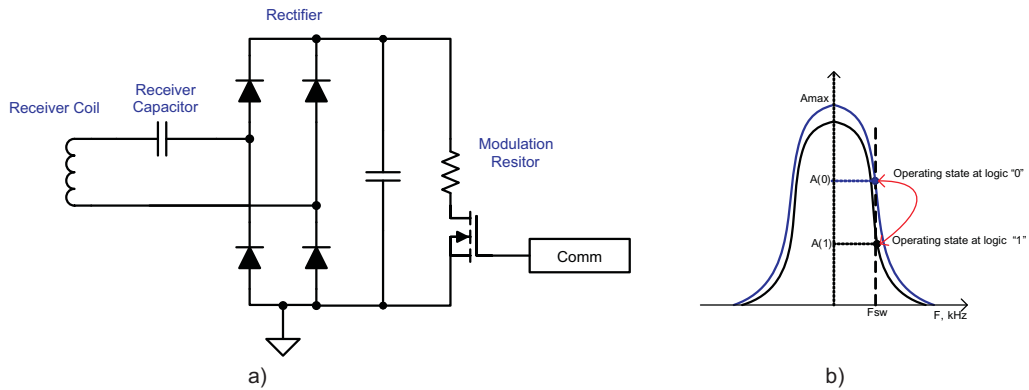 Rectifier
Receiver
Capacitor
Receiver Coil
Modulation
Resitor
Comm
a)
Amax
A(0)
Operating state at logic “0”
A(1)
Operating state at logic “1”
Fsw
F, kHz
b)